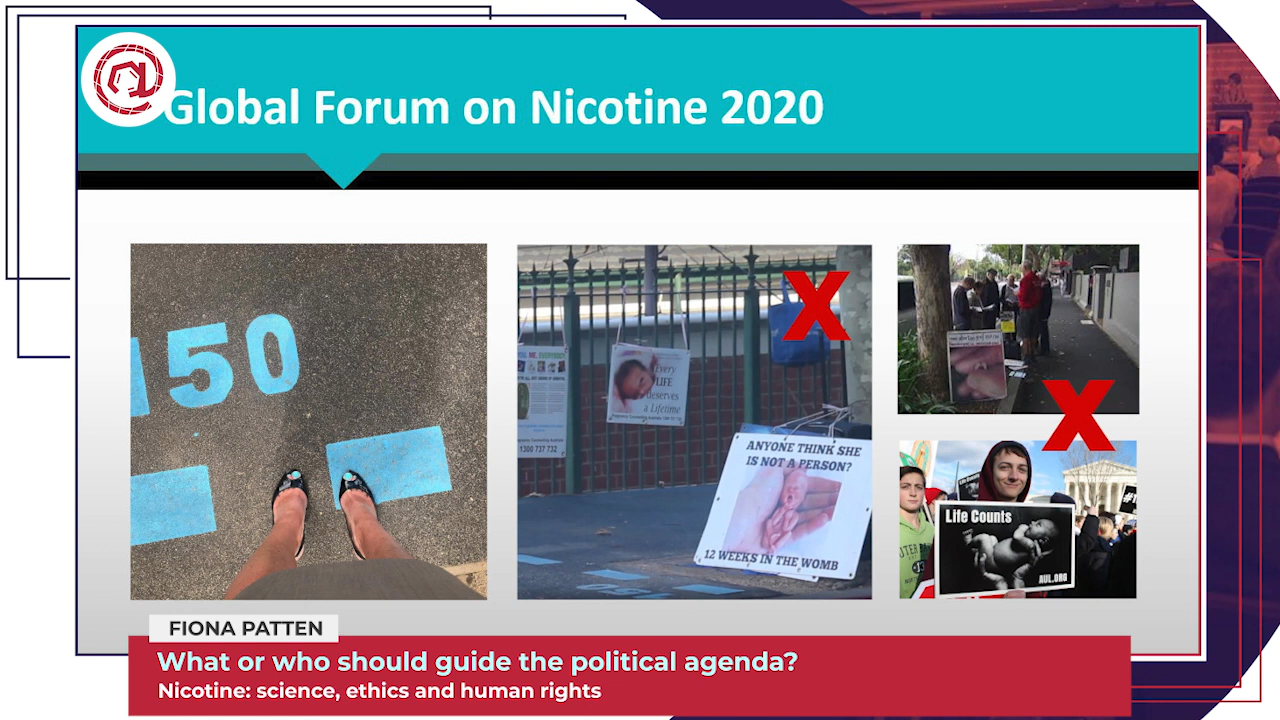 Global Forum on Nicotine 2020
150
Every
LIFE
deserves
a Lifetime
1300 737 732
ANYONE THINK SHE
IS NOT A PERSON?
12 WEEKS IN THE WOMB
X
X
Life Counts
AUL.ORG
FIONA PATTEN
What or who should guide the political agenda?
Nicotine: science, ethics and human rights